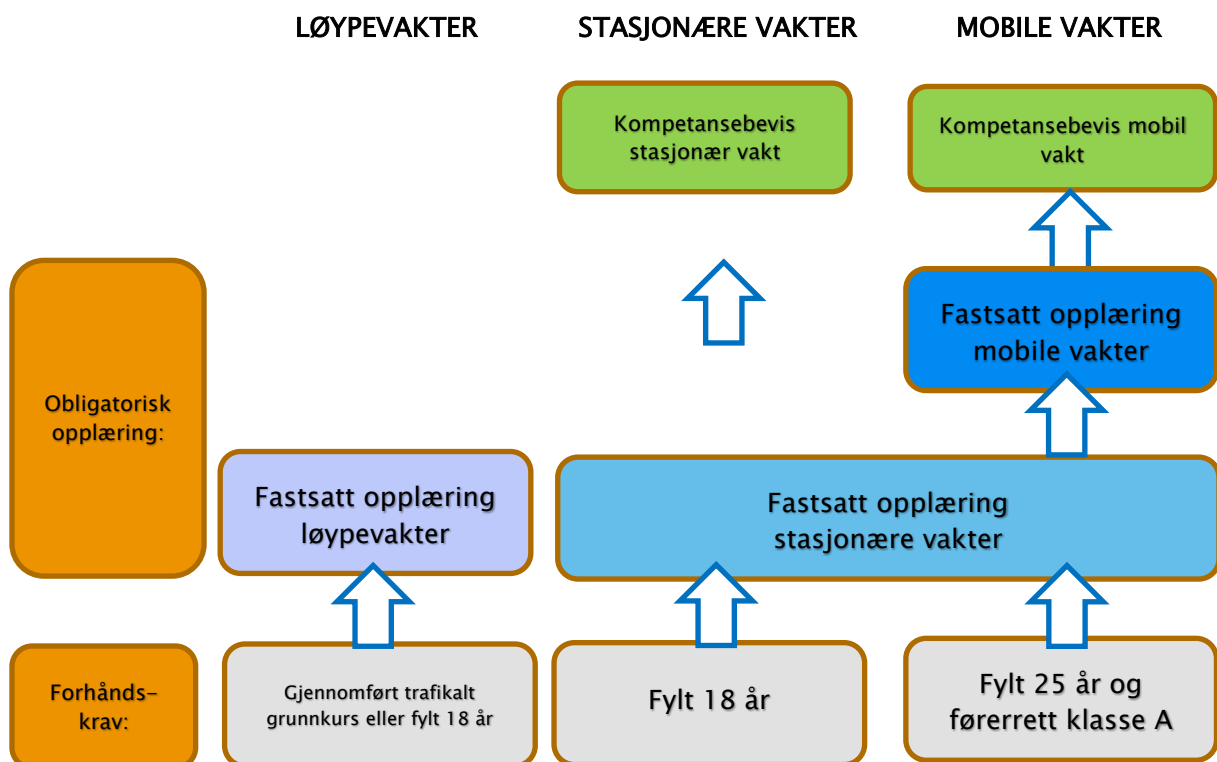 LØYPEVAKTER
STASJONÆRE VAKTER
MOBILE VAKTER
Kompetansebevis
stasjonær vakt
Kompetansebevis mobil
vakt
Fastsatt opplæring
mobile vakter
Obligatorisk
opplæring:
Fastsatt opplæring
løypevakter
Fastsatt opplæring
stasjonære vakter
Forhånds-
krav:
Gjennomført trafikalt
grunnkurs eller fylt 18 år
Fylt 18 år
Fylt 25 år og
førerrett klasse A